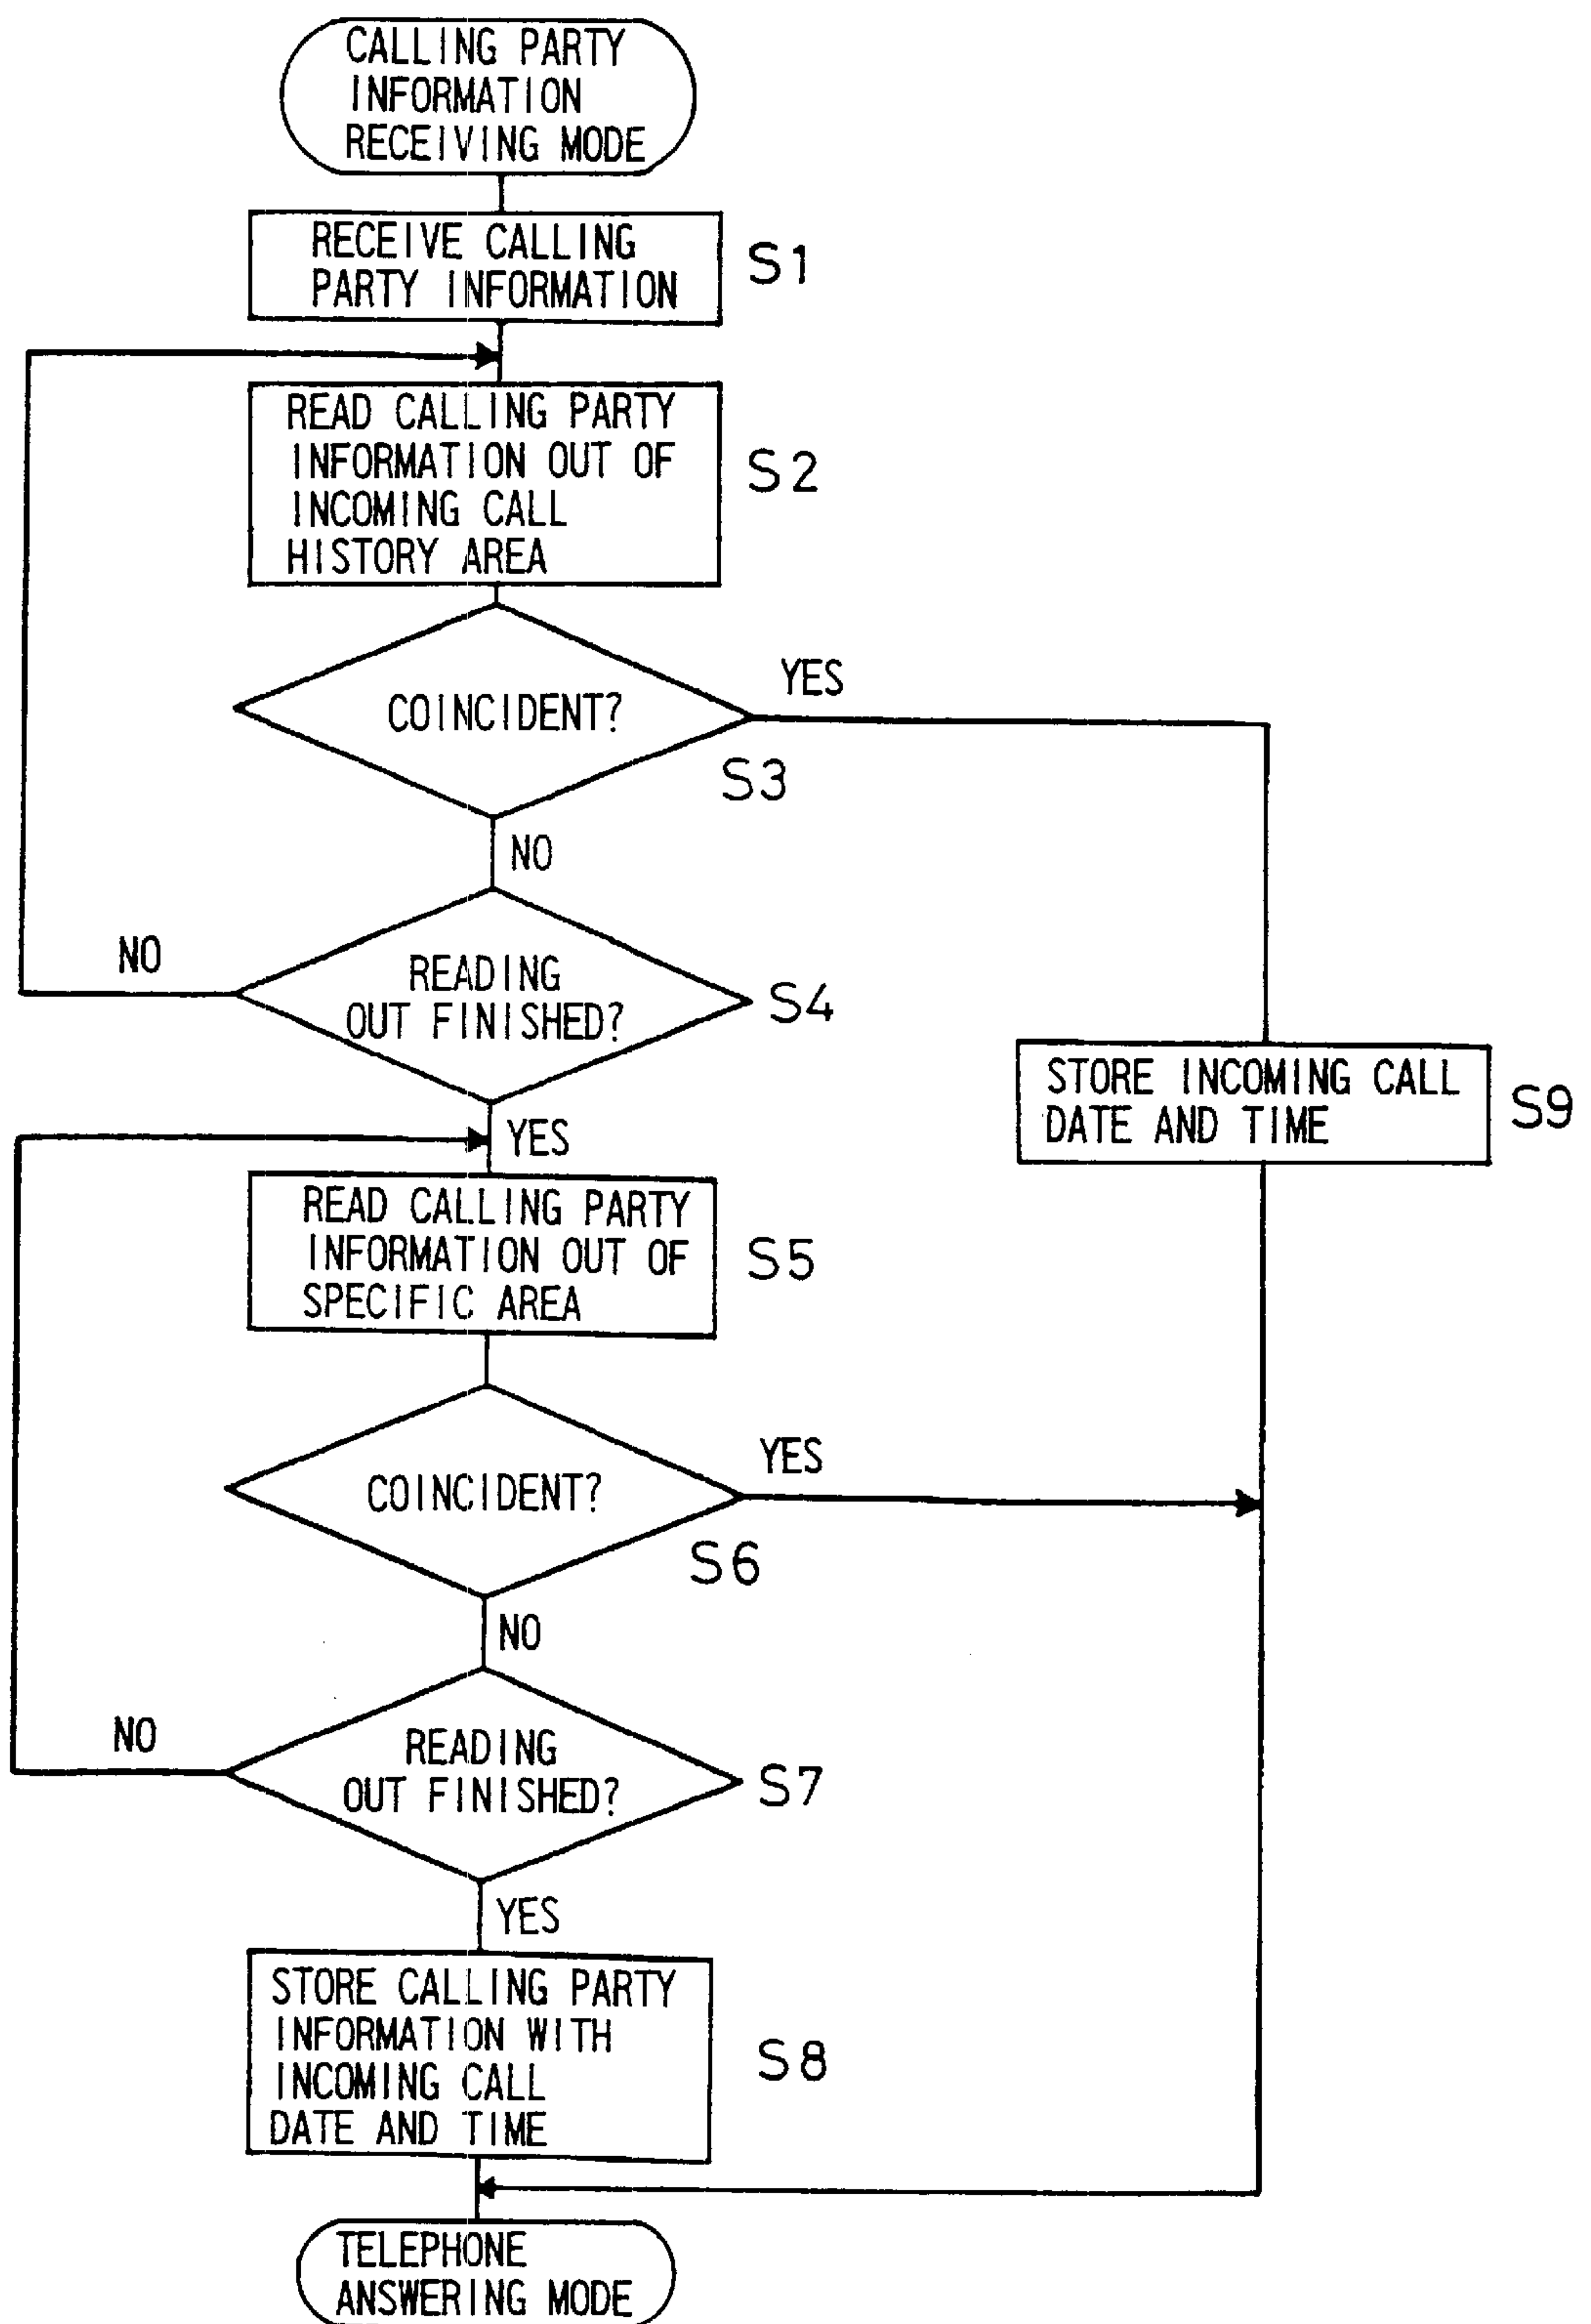 CALLING PARTY
INFORMATION
RECEIVING MODE
RECEIVE CALLING
PARTY INFORMATION
S1
READ CALLING PARTY
INFORMATION OUT OF
INCOMING CALL
HISTORY AREA
S2
COINCIDENT?
YES
S3
NO
READING
OUT FINISHED?
NO
S4
STORE INCOMING CALL
DATE AND TIME
S9
YES
READ CALLING PARTY
INFORMATION OUT OF
SPECIFIC AREA
S5
COINCIDENT?
YES
S6
NO
READING
OUT FINISHED?
NO
S7
YES
STORE CALLING PARTY
INFORMATION WITH
INCOMING CALL
DATE AND TIME
S8
TELEPHONE
ANSWERING MODE